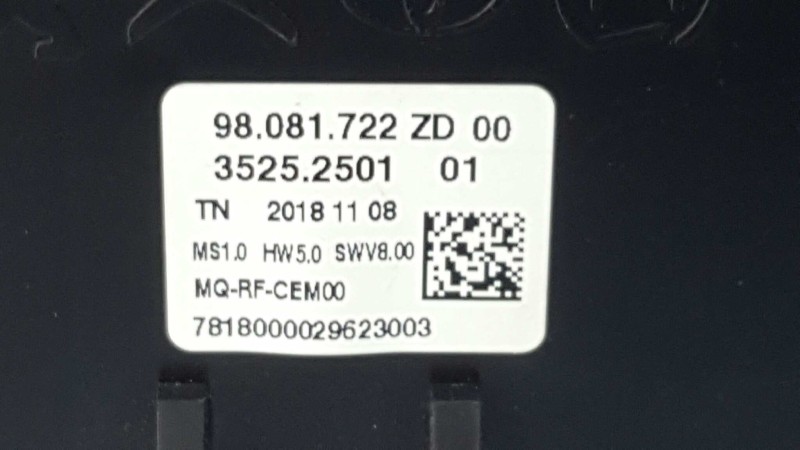 98.081.722 ZD 00
3525.2501 01
TN 2018 11 08
MS1.0 HW5.0 SWV8.00
MQ-RF-CEM00
7818000029623003